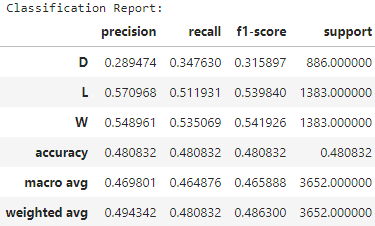 Classification Report:
precision recall f1-score support
D 0.289474 0.347630 0.315897 886.000000
L 0.570968 0.511931 0.539840 1383.000000
W 0.548961 0.535069 0.541926 1383.000000
accuracy 0.480832 0.480832 0.480832 0.480832
macro avg 0.469801 0.464876 0.465888 3652.000000
weighted avg 0.494342 0.480832 0.486300 3652.000000